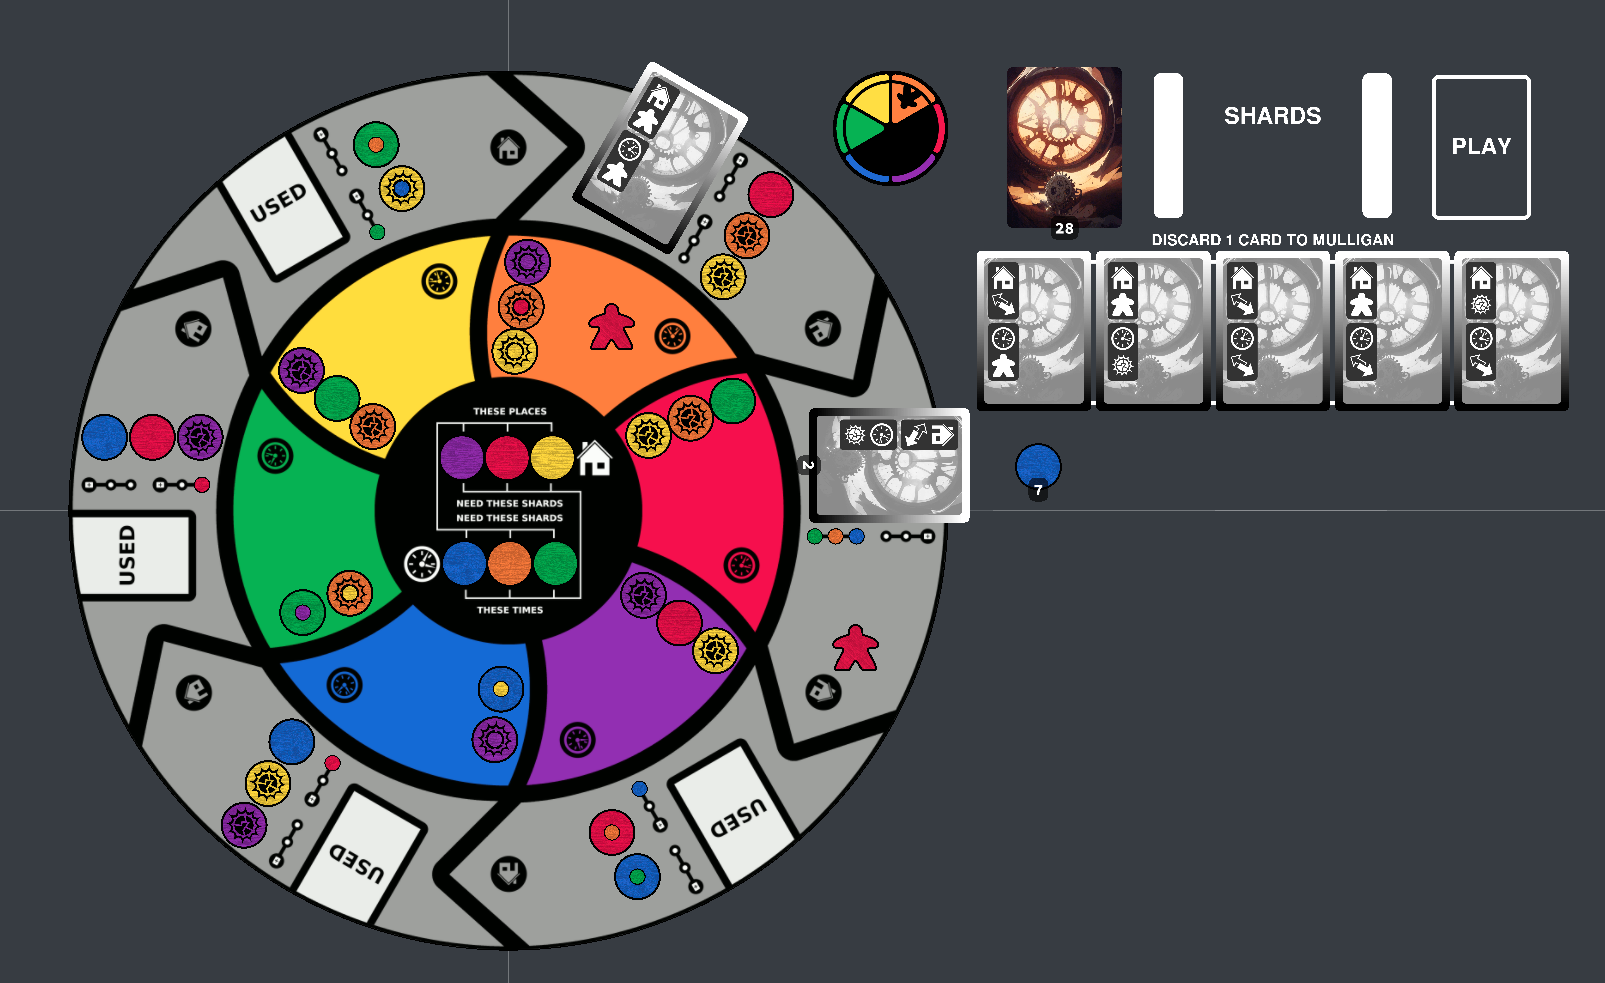 SHARDS
PLAY
28
DISCARD 1 CARD TO MULLIGAN
USED
THESE PLACES
NEED THESE SHARDS
NEED THESE SHARDS
THESE TIMES
2
7
USED
USED
USED